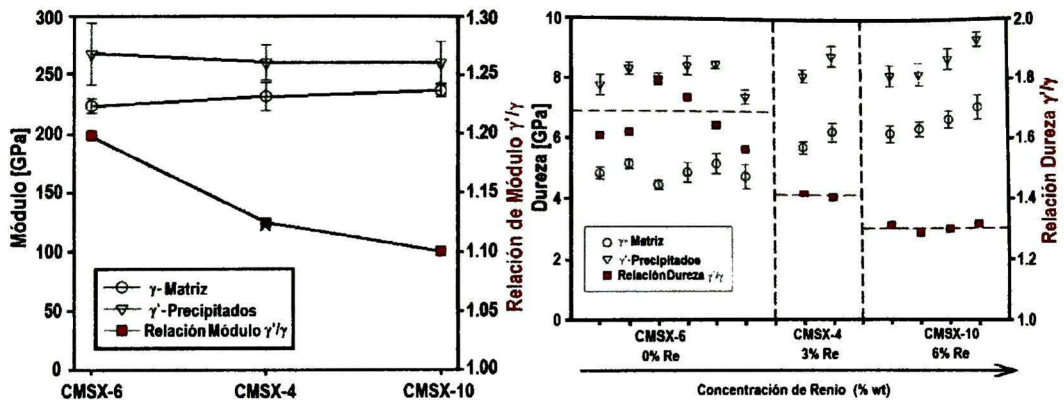 Módulo [GPa]
300
250
200
150
100
50
0
1.30
1.25
1.20
1.15
1.10
1.05
1.00
Relación de Módulo γ'/γ
γ- Matriz
γ'-Precipitados
Relación Módulo γ'/γ
CMSX-6
CMSX-4
CMSX-10
Dureza [GPa]
10
8
6
4
2
0
2.0
1.8
1.6
1.4
1.2
1.0
Relación Dureza γ'/γ
γ- Matriz
γ'-Precipitados
Relación Dureza γ'/γ
CMSX-6
0% Re
CMSX-4
3% Re
CMSX-10
6% Re
Concentración de Renio (% wt)